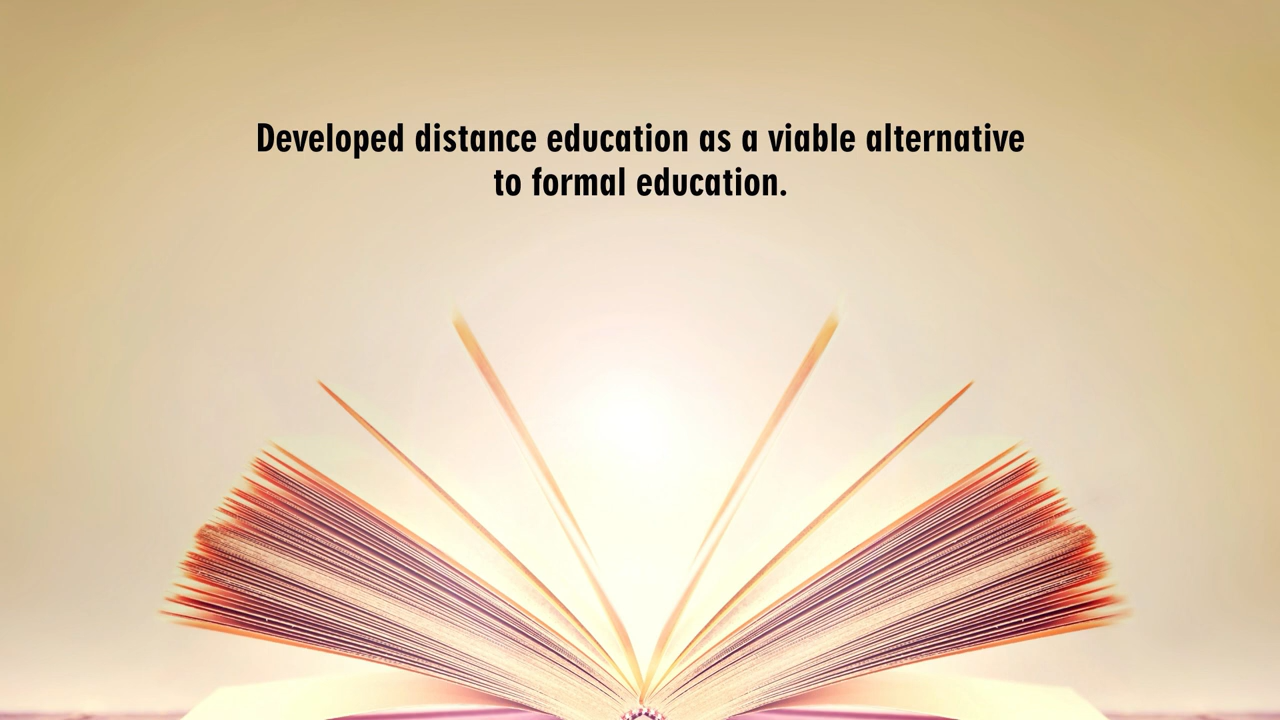 Developed distance education as a viable alternative
to formal education.